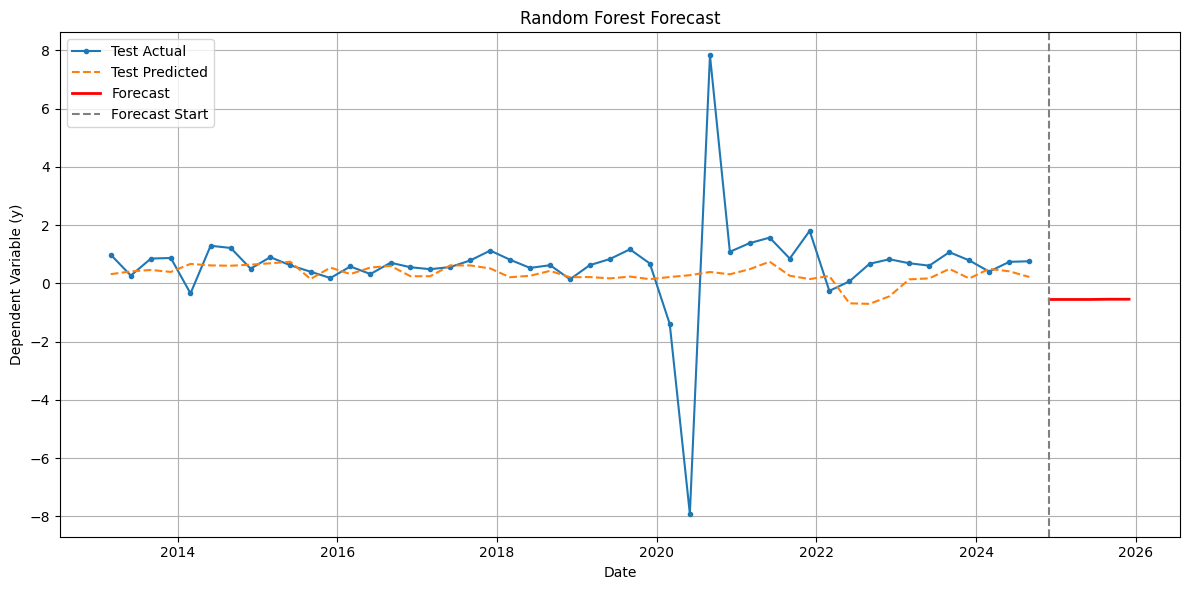 Random Forest Forecast
Test Actual
Test Predicted
Forecast
Forecast Start
Dependent Variable (y)
8
6
4
2
0
−2
−4
−6
−8
2014 2016 2018 2020 2022 2024 2026
Date